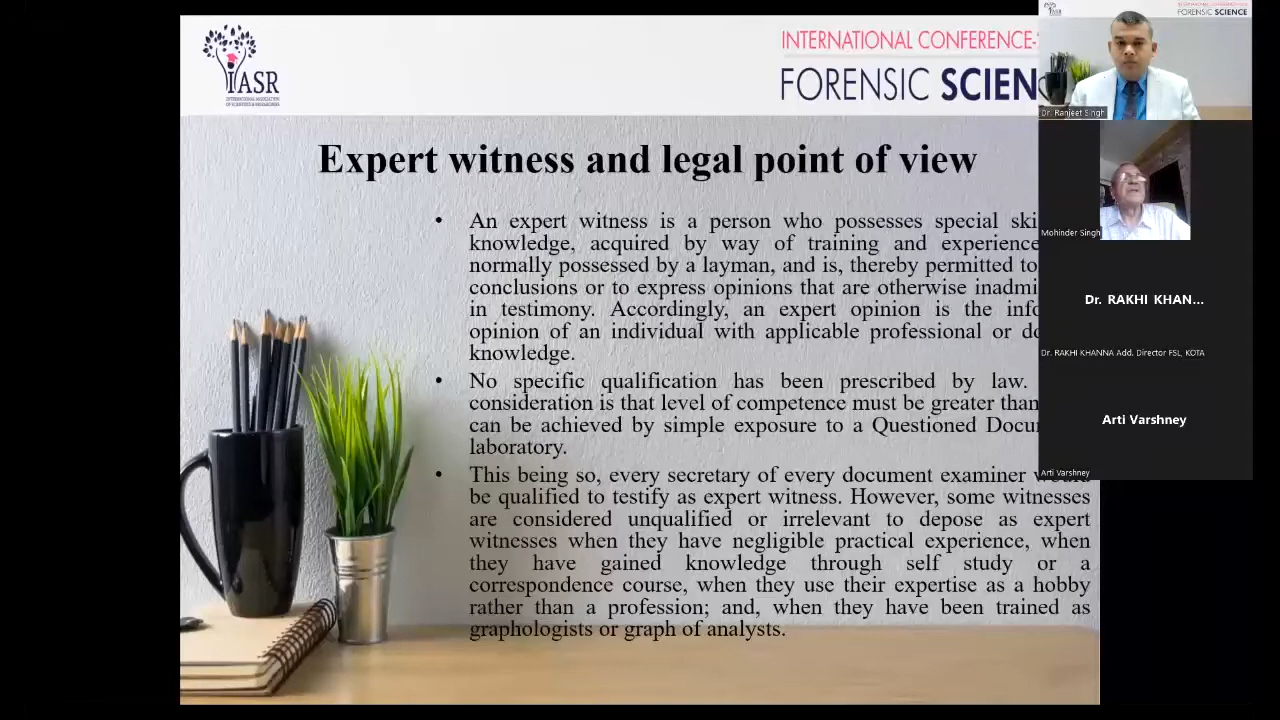 IASR
INTERNATIONAL ASSOCIATION
OF SCIENTISTS & RESEARCHERS
INTERNATIONAL CONFERENCE-
FORENSIC SCIEN
Expert witness and legal point of view
• An expert witness is a person who possesses special ski
knowledge, acquired by way of training and experience
normally possessed by a layman, and is, thereby permitted to
conclusions or to express opinions that are otherwise inadmi
in testimony. Accordingly, an expert opinion is the info
opinion of an individual with applicable professional or do
knowledge.
• No specific qualification has been prescribed by law.
consideration is that level of competence must be greater than
can be achieved by simple exposure to a Questioned Docu
laboratory.
• This being so, every secretary of every document examiner would
be qualified to testify as expert witness. However, some witnesses
are considered unqualified or irrelevant to depose as expert
witnesses when they have negligible practical experience, when
they have gained knowledge through self study or a
correspondence course, when they use their expertise as a hobby
rather than a profession; and, when they have been trained as
graphologists or graph of analysts.
FORENSIC SCIENCE
Dr. Ranjeet Singh
Mohinder Singh
Dr. RAKHI KHAN...
Dr. RAKHI KHANNA Add. Director FSL, KOTA
Arti Varshney
Arti Varshney